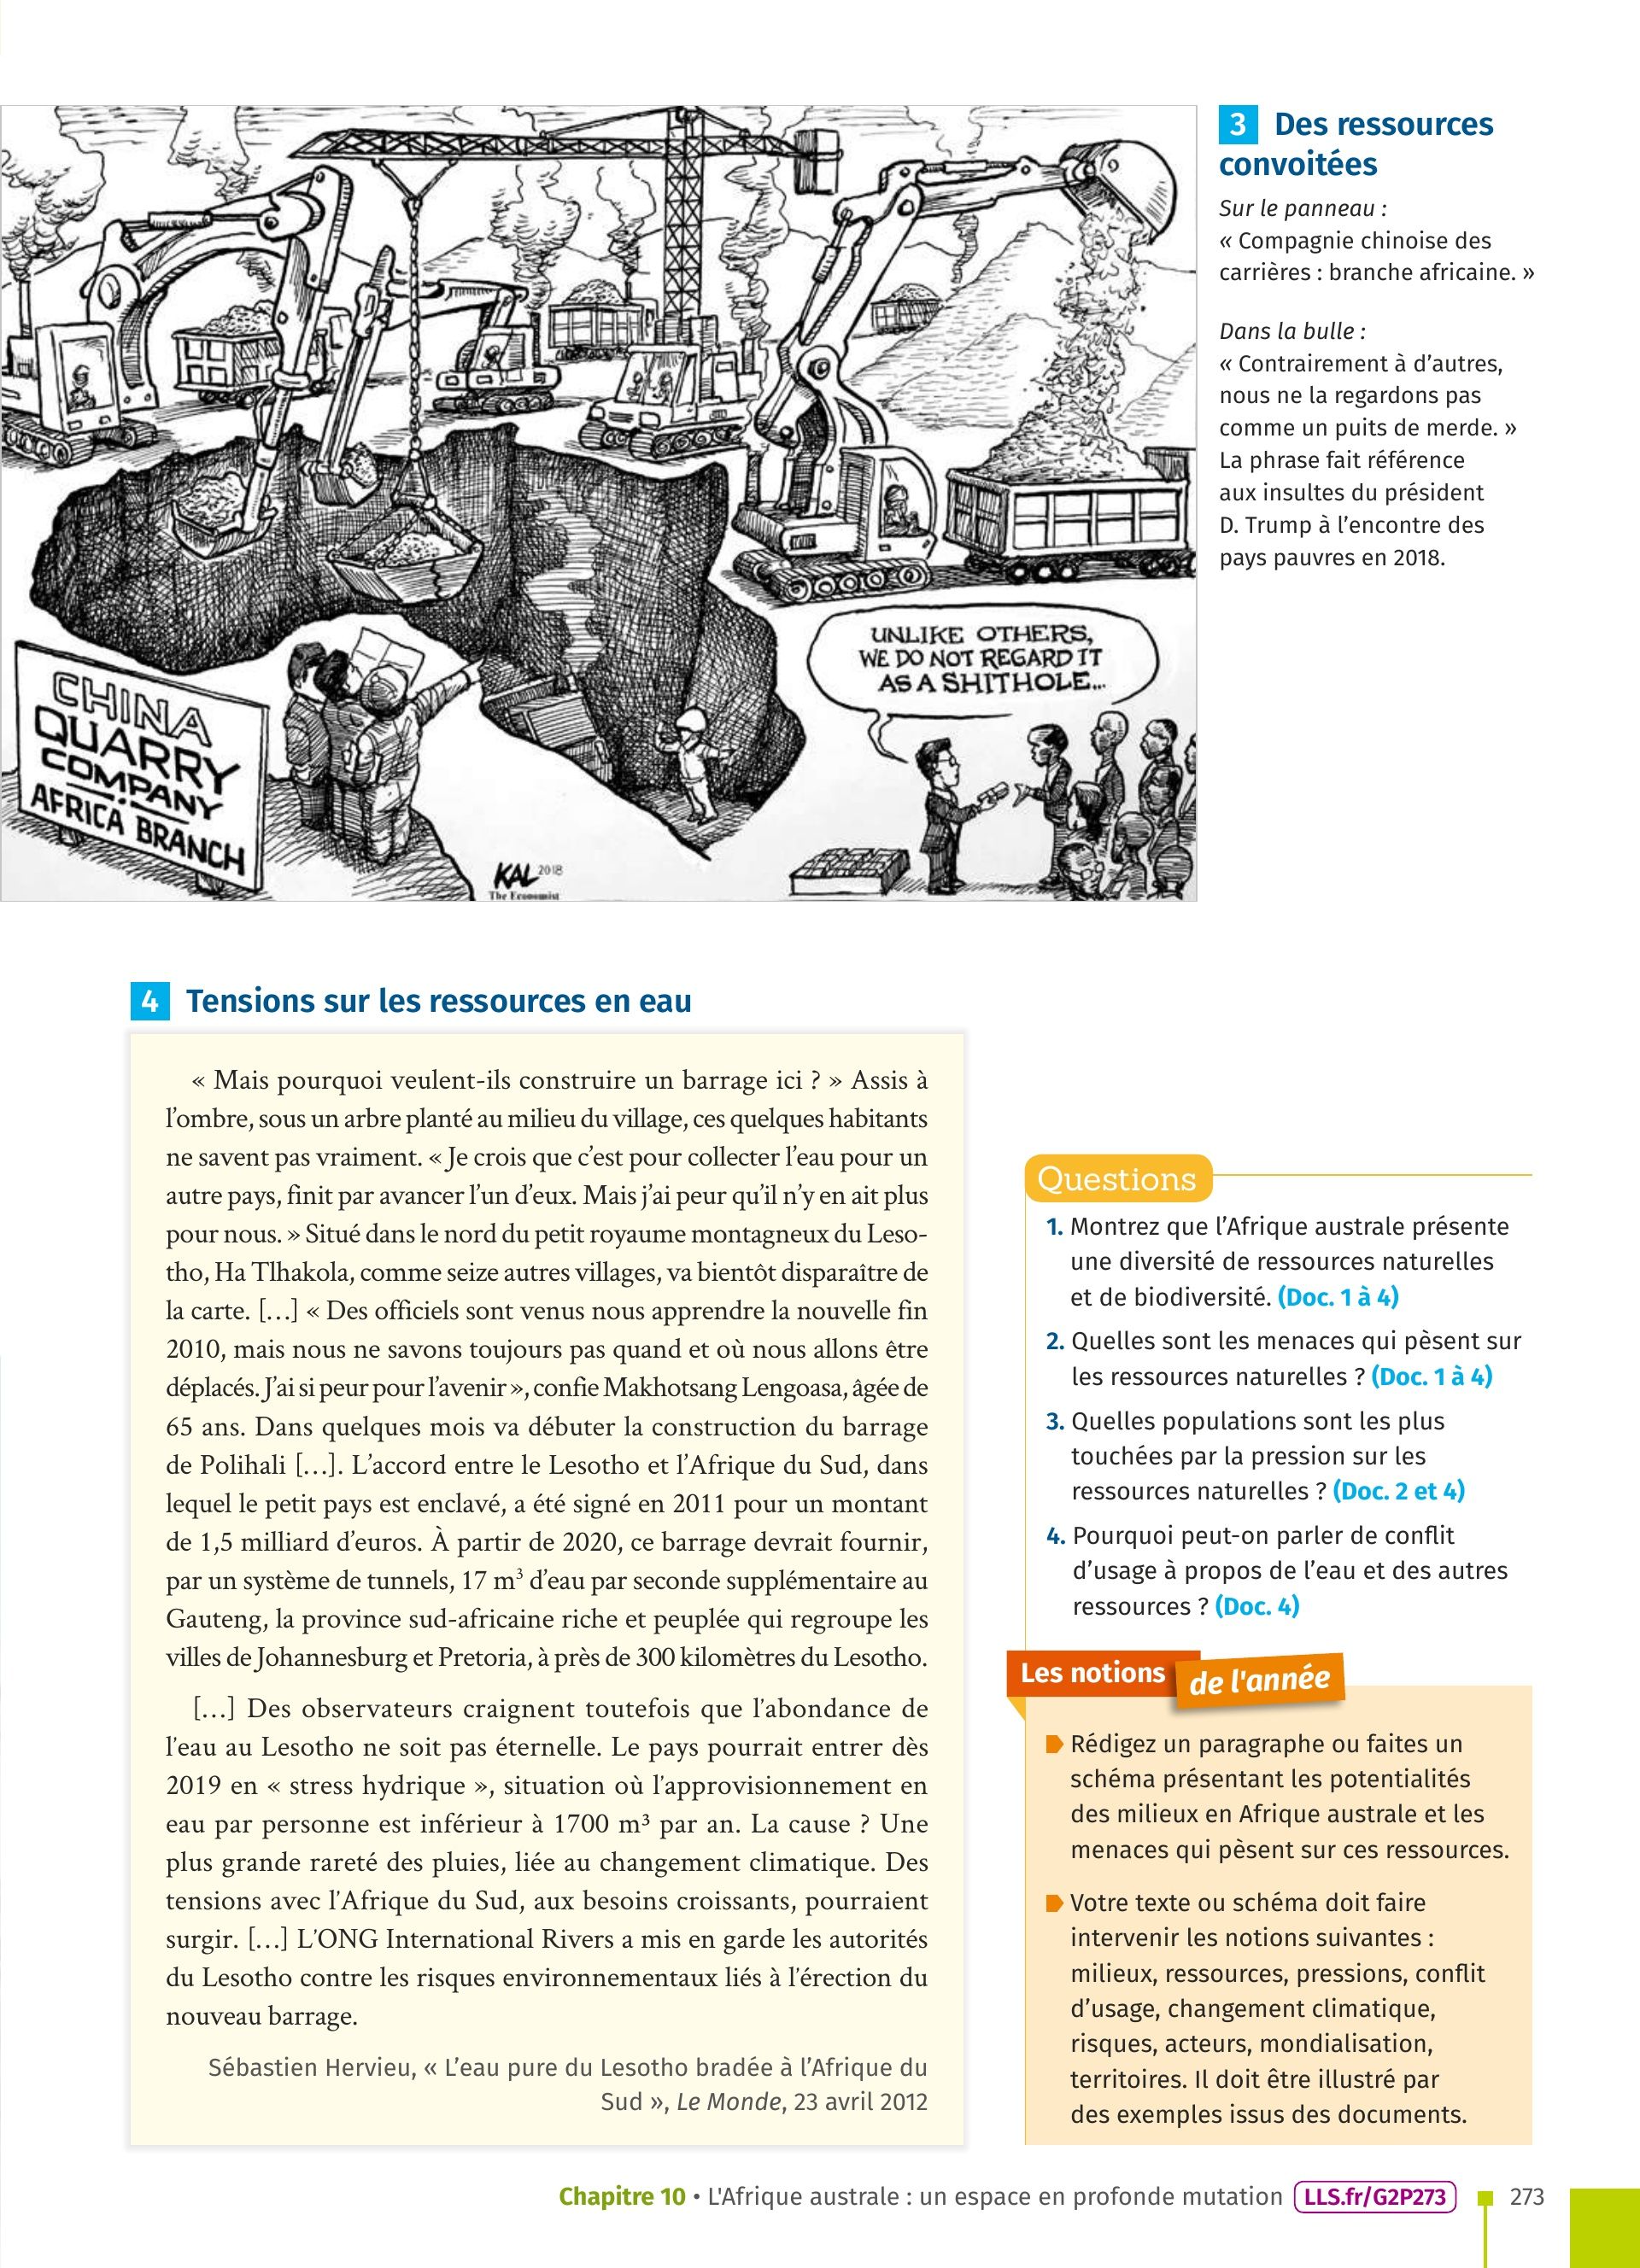 CHINA
QUARRY
COMPANY
AFRICA BRANCH
UNLIKE OTHERS,
WE DO NOT REGARD IT
AS A SHITHOLE...
KAL 2018
The Economist
3 Des ressources
convoitées
Sur le panneau :
« Compagnie chinoise des
carrières : branche africaine. »
Dans la bulle :
« Contrairement à d’autres,
nous ne la regardons pas
comme un puits de merde. »
La phrase fait référence
aux insultes du président
D. Trump à l’encontre des
pays pauvres en 2018.
4 Tensions sur les ressources en eau
« Mais pourquoi veulent-ils construire un barrage ici ? » Assis à
l’ombre, sous un arbre planté au milieu du village, ces quelques habitants
ne savent pas vraiment. « Je crois que c’est pour collecter l’eau pour un
autre pays, finit par avancer l’un d’eux. Mais j’ai peur qu’il n’y en ait plus
pour nous. » Situé dans le nord du petit royaume montagneux du Leso-
tho, Ha Tlhakola, comme seize autres villages, va bientôt disparaître de
la carte. […] « Des officiels sont venus nous apprendre la nouvelle fin
2010, mais nous ne savons toujours pas quand et où nous allons être
déplacés. J’ai si peur pour l’avenir », confie Makhotsang Lengoasa, âgée de
65 ans. Dans quelques mois va débuter la construction du barrage
de Polihali […]. L’accord entre le Lesotho et l’Afrique du Sud, dans
lequel le petit pays est enclavé, a été signé en 2011 pour un montant
de 1,5 milliard d’euros. À partir de 2020, ce barrage devrait fournir,
par un système de tunnels, 17 m³ d’eau par seconde supplémentaire au
Gauteng, la province sud-africaine riche et peuplée qui regroupe les
villes de Johannesburg et Pretoria, à près de 300 kilomètres du Lesotho.
[…] Des observateurs craignent toutefois que l’abondance de
l’eau au Lesotho ne soit pas éternelle. Le pays pourrait entrer dès
2019 en « stress hydrique », situation où l’approvisionnement en
eau par personne est inférieur à 1700 m³ par an. La cause ? Une
plus grande rareté des pluies, liée au changement climatique. Des
tensions avec l’Afrique du Sud, aux besoins croissants, pourraient
surgir. […] L’ONG International Rivers a mis en garde les autorités
du Lesotho contre les risques environnementaux liés à l’érection du
nouveau barrage.
Sébastien Hervieu, « L’eau pure du Lesotho bradée à l’Afrique du
Sud », Le Monde, 23 avril 2012
Questions
1. Montrez que l’Afrique australe présente
une diversité de ressources naturelles
et de biodiversité. (Doc. 1 à 4)
2. Quelles sont les menaces qui pèsent sur
les ressources naturelles ? (Doc. 1 à 4)
3. Quelles populations sont les plus
touchées par la pression sur les
ressources naturelles ? (Doc. 2 et 4)
4. Pourquoi peut-on parler de conflit
d’usage à propos de l’eau et des autres
ressources ? (Doc. 4)
Les notions de l'année
Rédigez un paragraphe ou faites un
schéma présentant les potentialités
des milieux en Afrique australe et les
menaces qui pèsent sur ces ressources.
Votre texte ou schéma doit faire
intervenir les notions suivantes :
milieux, ressources, pressions, conflit
d’usage, changement climatique,
risques, acteurs, mondialisation,
territoires. Il doit être illustré par
des exemples issus des documents.
Chapitre 10 • L'Afrique australe : un espace en profonde mutation LLS.fr/G2P273 273